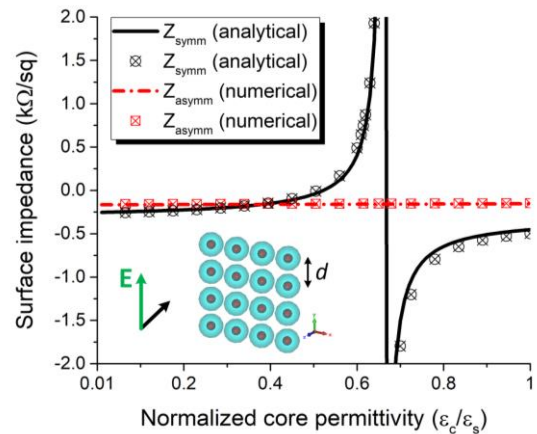 2.0
1.5
1.0
0.5
0.0
-0.5
-1.0
-1.5
-2.0
Surface impedance (kΩ/sq)
Z_symm (analytical)
Z_symm (analytical)
Z_asymm (numerical)
Z_asymm (numerical)
E
d
0.01 0.2 0.4 0.6 0.8 1
Normalized core permittivity (ε_c/ε_s)